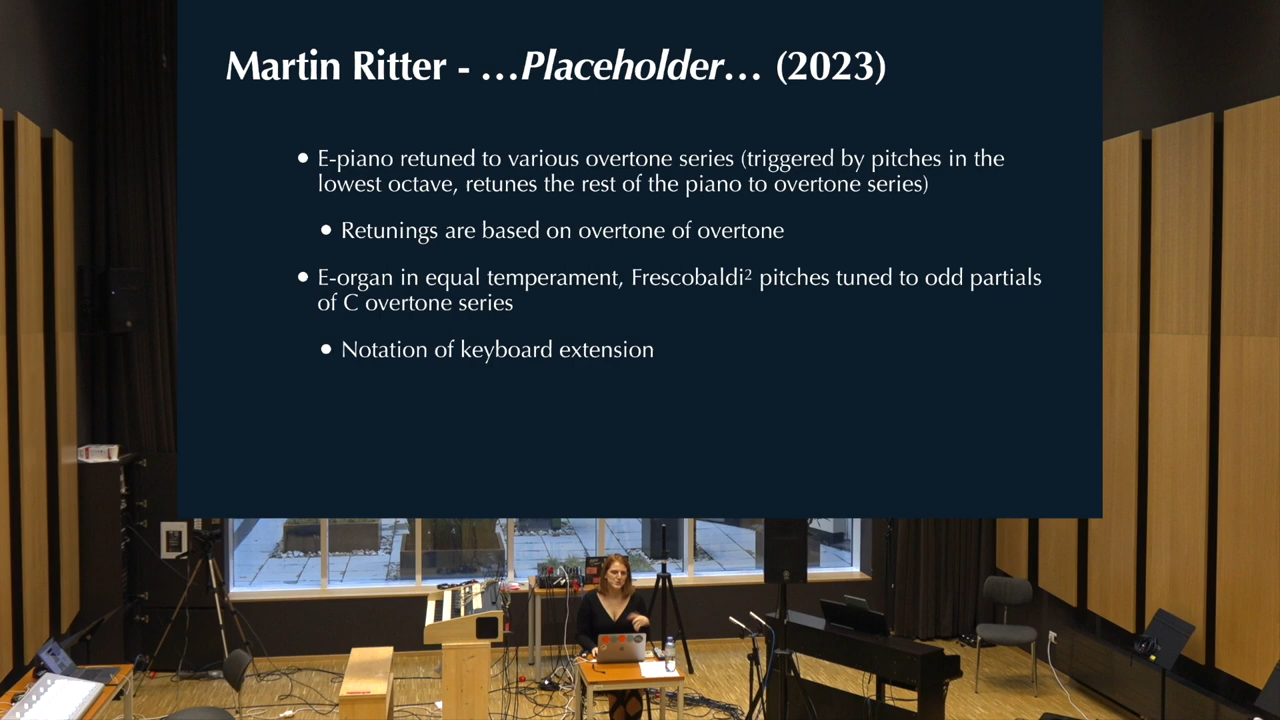 Martin Ritter - ...Placeholder... (2023)
• E-piano retuned to various overtone series (triggered by pitches in the
lowest octave, retunes the rest of the piano to overtone series)
• Retunings are based on overtone of overtone
• E-organ in equal temperament, Frescobaldi² pitches tuned to odd partials
of C overtone series
• Notation of keyboard extension